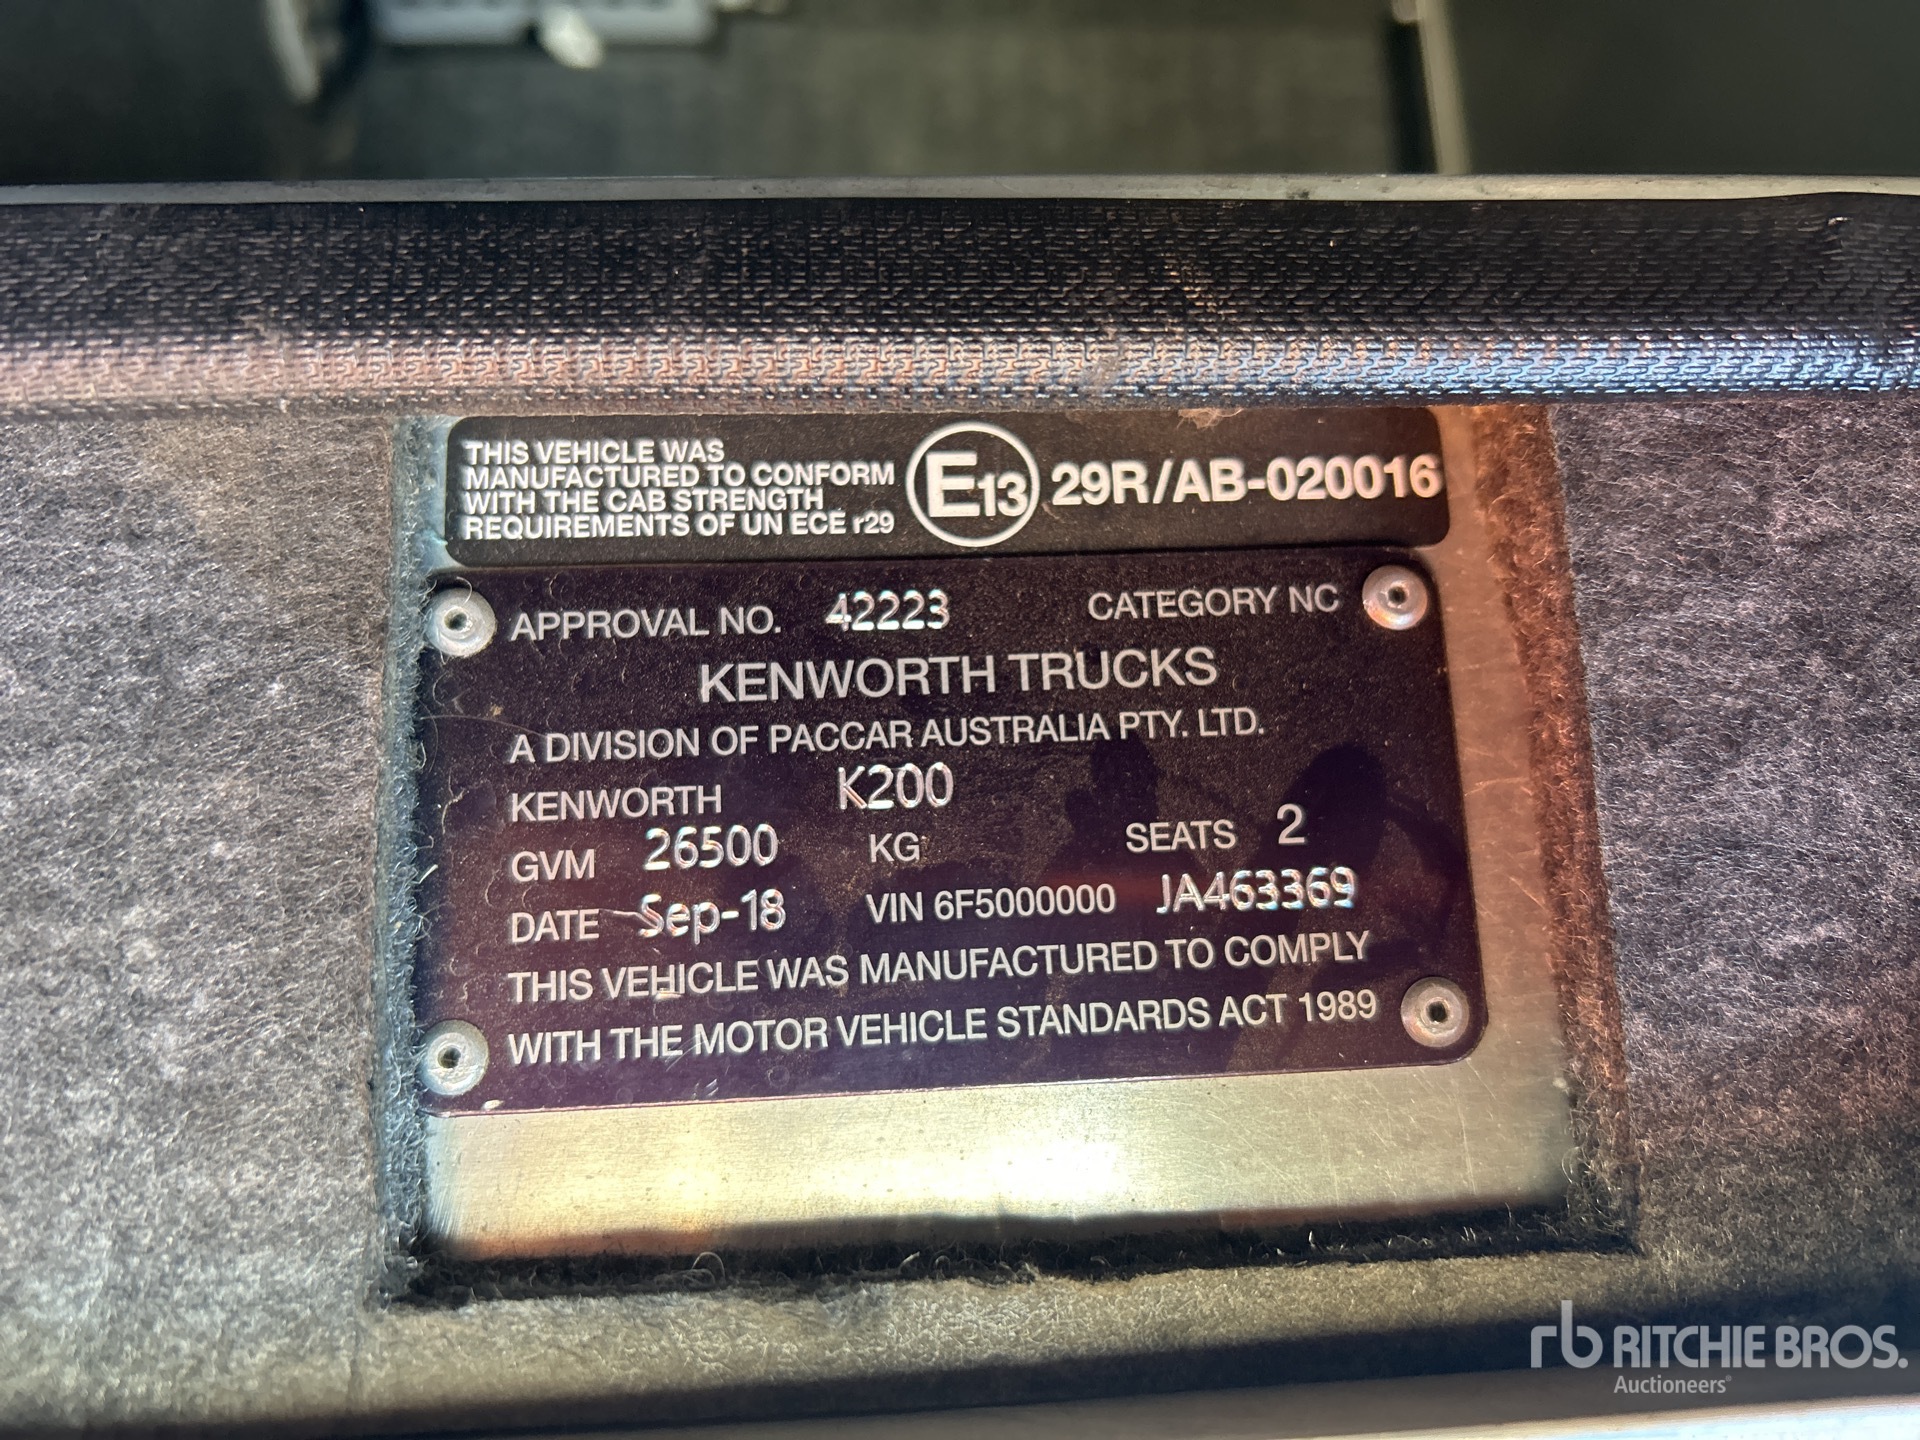 THIS VEHICLE WAS
MANUFACTURED TO CONFORM
WITH THE CAB STRENGTH
REQUIREMENTS OF UN ECE r29
E13 29R/AB-020016
APPROVAL NO. 42223 CATEGORY NC
KENWORTH TRUCKS
A DIVISION OF PACCAR AUSTRALIA PTY. LTD.
KENWORTH K200
GVM 26500 KG SEATS 2
DATE Sep-18 VIN 6F5000000 JA463369
THIS VEHICLE WAS MANUFACTURED TO COMPLY
WITH THE MOTOR VEHICLE STANDARDS ACT 1989
rb RITCHIE BROS.
Auctioneers